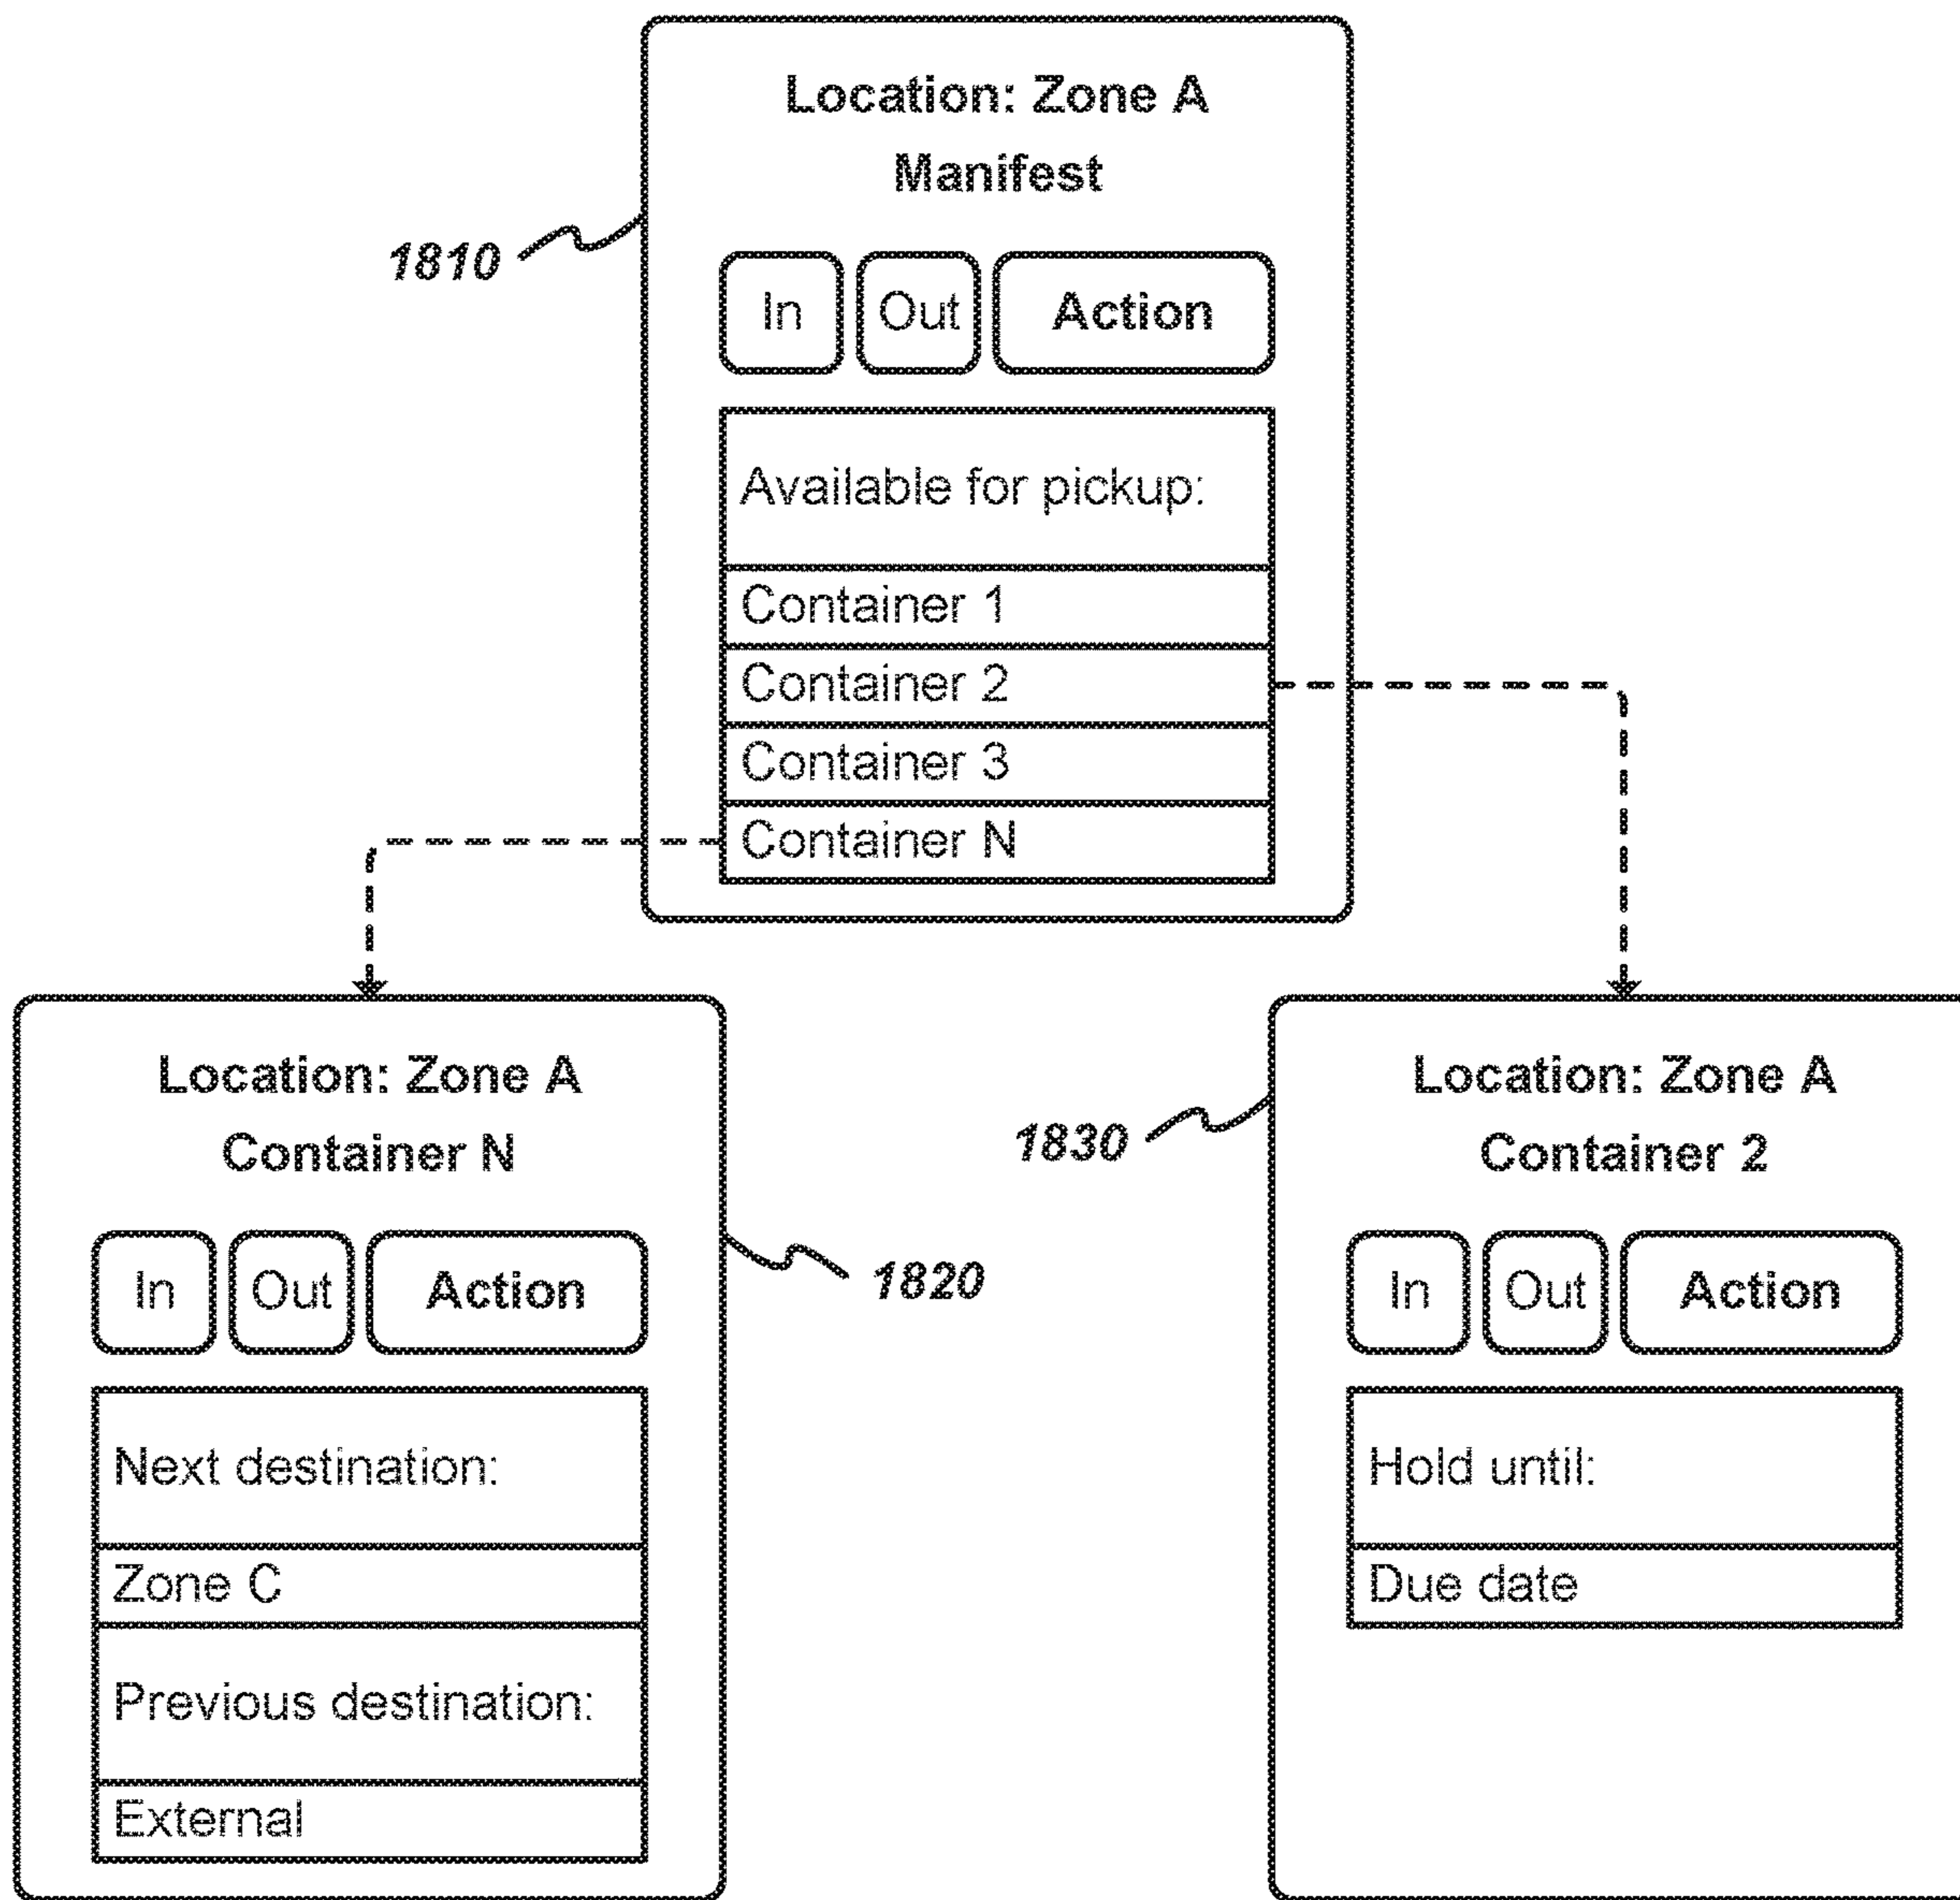 Location: Zone A
Manifest
1810
In Out Action
Available for pickup:
Container 1
Container 2
Container 3
Container N
Location: Zone A
Container N
In Out Action
1820
Next destination:
Zone C
Previous destination:
External
Location: Zone A
Container 2
1830
In Out Action
Hold until:
Due date